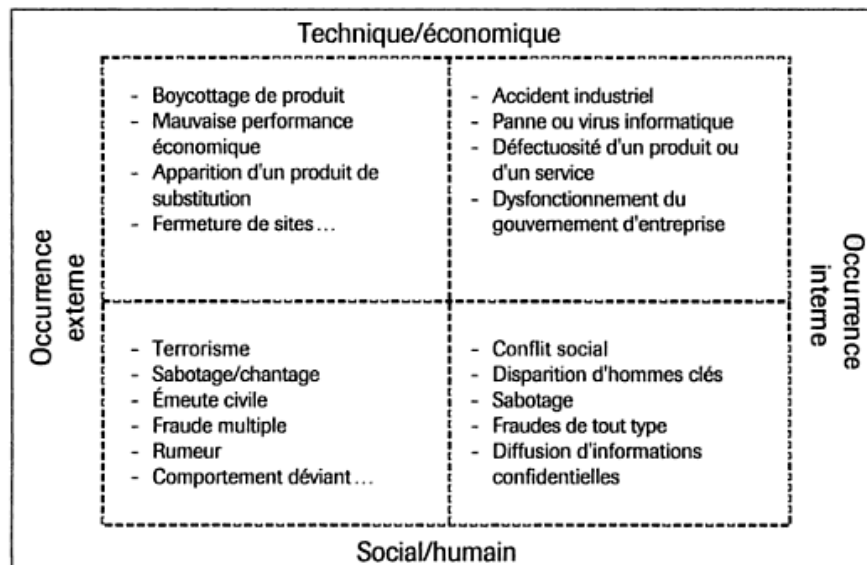 Technique/économique
- Boycottage de produit
- Mauvaise performance
économique
- Apparition d'un produit de
substitution
- Fermeture de sites…
- Accident industriel
- Panne ou virus informatique
- Défectuosité d'un produit ou
d'un service
- Dysfonctionnement du
gouvernement d'entreprise
Occurrence
externe
Occurrence
interne
- Terrorisme
- Sabotage/chantage
- Émeute civile
- Fraude multiple
- Rumeur
- Comportement déviant…
- Conflit social
- Disparition d'hommes clés
- Sabotage
- Fraudes de tout type
- Diffusion d'informations
confidentielles
Social/humain